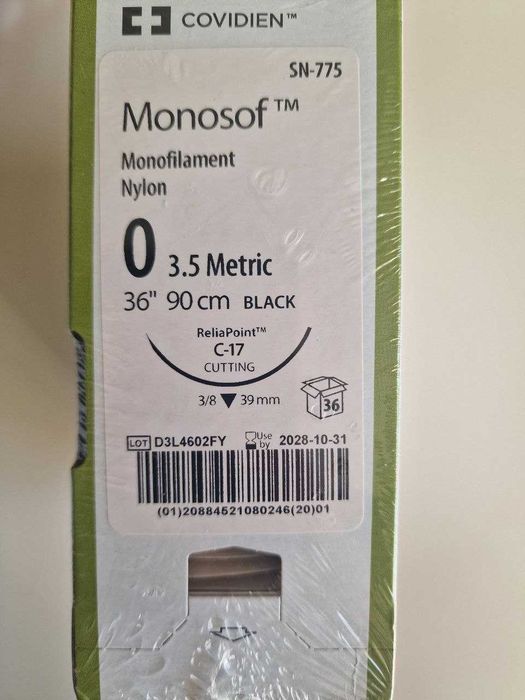 COVIDIEN™
SN-775
Monosof™
Monofilament
Nylon
0 3.5 Metric
36" 90 cm BLACK
ReliaPoint™
C-17
CUTTING
3/8 ▼ 39 mm
36
LOT D3L4602FY Use by 2028-10-31
(01)20884521080246(20)01